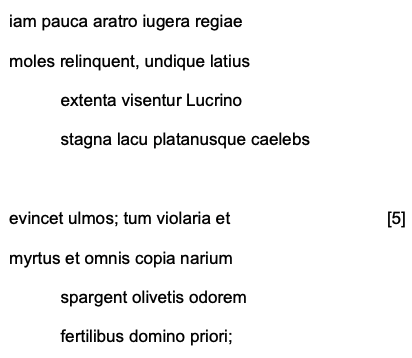 iam pauca aratro iugera regiae
moles relinquent, undique latius
extenta visentur Lucrino
stagna lacu platanusque caelebs
evincet ulmos; tum violaria et [5]
myrtus et omnis copia narium
spargent olivetis odorem
fertilibus domino priori;